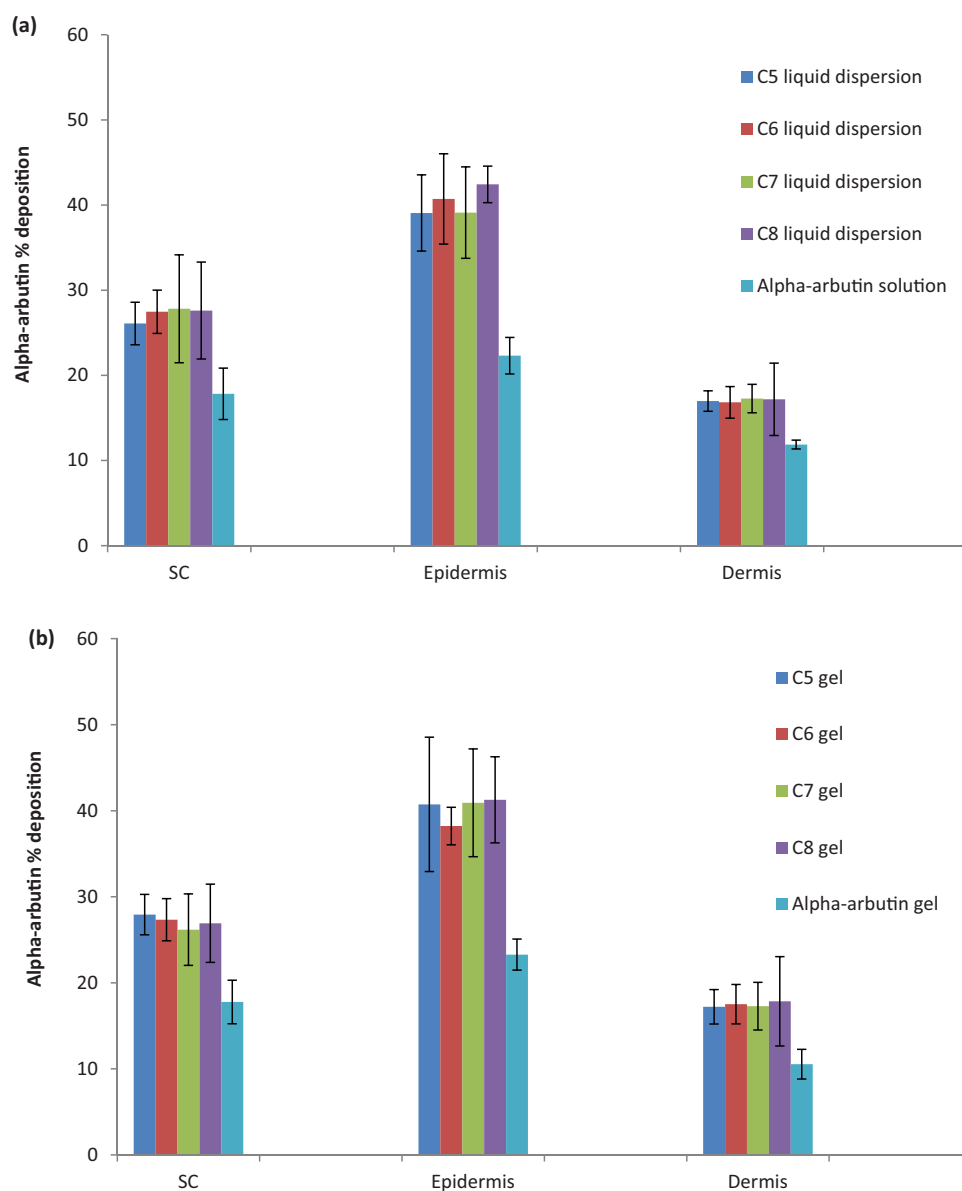 (a)
60
50
40
30
20
10
0
Alpha-arbutin % deposition
C5 liquid dispersion
C6 liquid dispersion
C7 liquid dispersion
C8 liquid dispersion
Alpha-arbutin solution
SC
Epidermis
Dermis
(b)
60
50
40
30
20
10
0
Alpha-arbutin % deposition
C5 gel
C6 gel
C7 gel
C8 gel
Alpha-arbutin gel
SC
Epidermis
Dermis